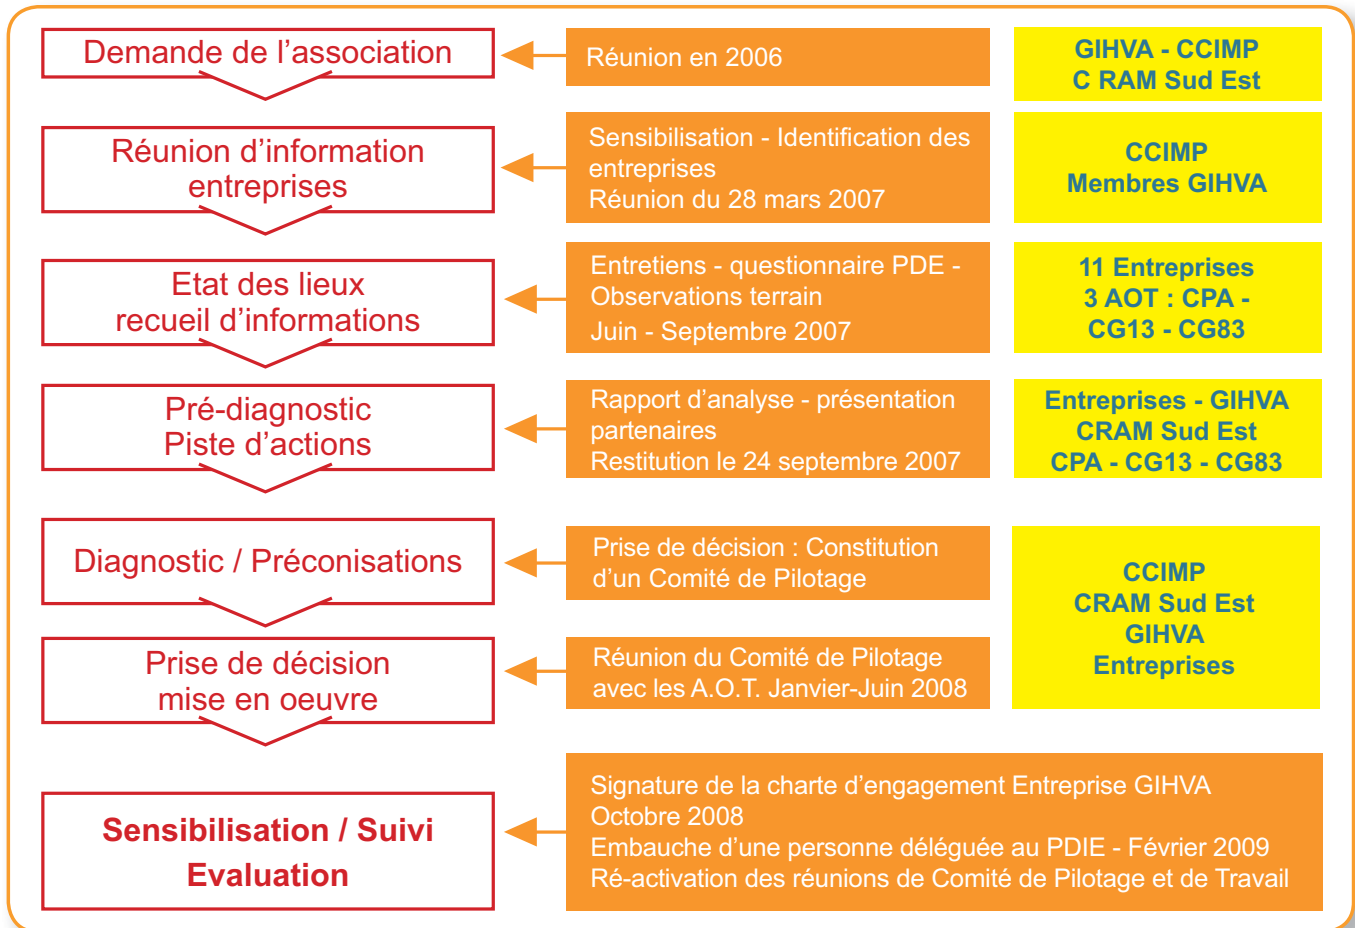 Demande de l’association
Réunion en 2006
GIHVA - CCIMP
C RAM Sud Est
Réunion d’information
entreprises
Sensibilisation - Identification des
entreprises
Réunion du 28 mars 2007
CCIMP
Membres GIHVA
Etat des lieux
recueil d’informations
Entretiens - questionnaire PDE -
Observations terrain
Juin - Septembre 2007
11 Entreprises
3 AOT : CPA -
CG13 - CG83
Pré-diagnostic
Piste d’actions
Rapport d’analyse - présentation
partenaires
Restitution le 24 septembre 2007
Entreprises - GIHVA
CRAM Sud Est
CPA - CG13 - CG83
Diagnostic / Préconisations
Prise de décision : Constitution
d’un Comité de Pilotage
CCIMP
CRAM Sud Est
GIHVA
Entreprises
Prise de décision
mise en oeuvre
Réunion du Comité de Pilotage
avec les A.O.T. Janvier-Juin 2008
Sensibilisation / Suivi
Evaluation
Signature de la charte d’engagement Entreprise GIHVA
Octobre 2008
Embauche d’une personne déléguée au PDIE - Février 2009
Ré-activation des réunions de Comité de Pilotage et de Travail